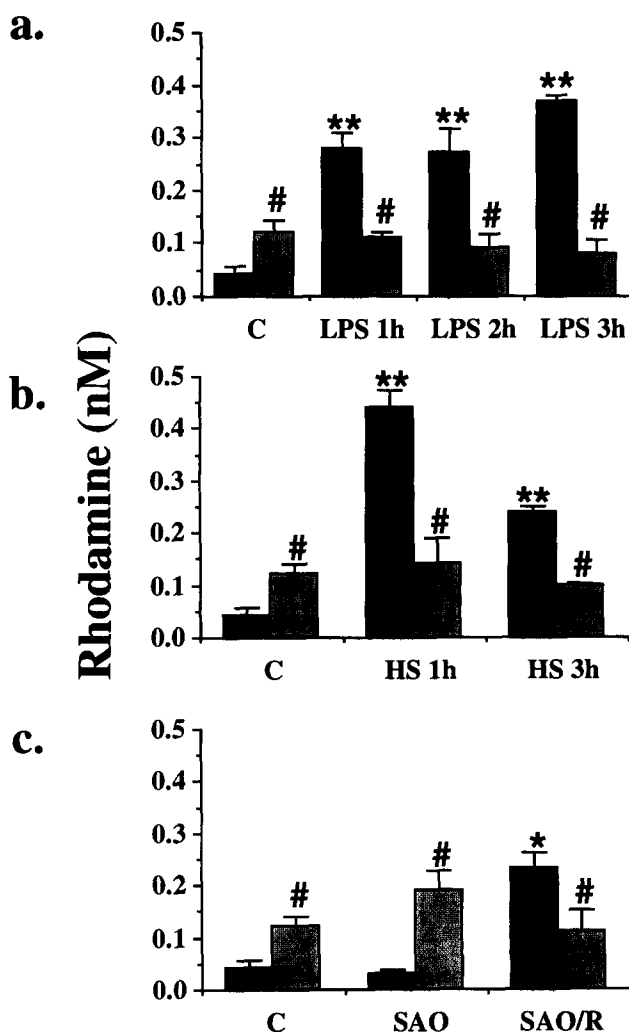 a.
0.5
0.4
0.3
0.2
0.1
0.0
** ** **
# # # #
C LPS 1h LPS 2h LPS 3h
b.
Rhodamine (nM)
0.5
0.4
0.3
0.2
0.1
0.0
** **
# # #
C HS 1h HS 3h
c.
0.5
0.4
0.3
0.2
0.1
0.0
*
# # #
C SAO SAO/R